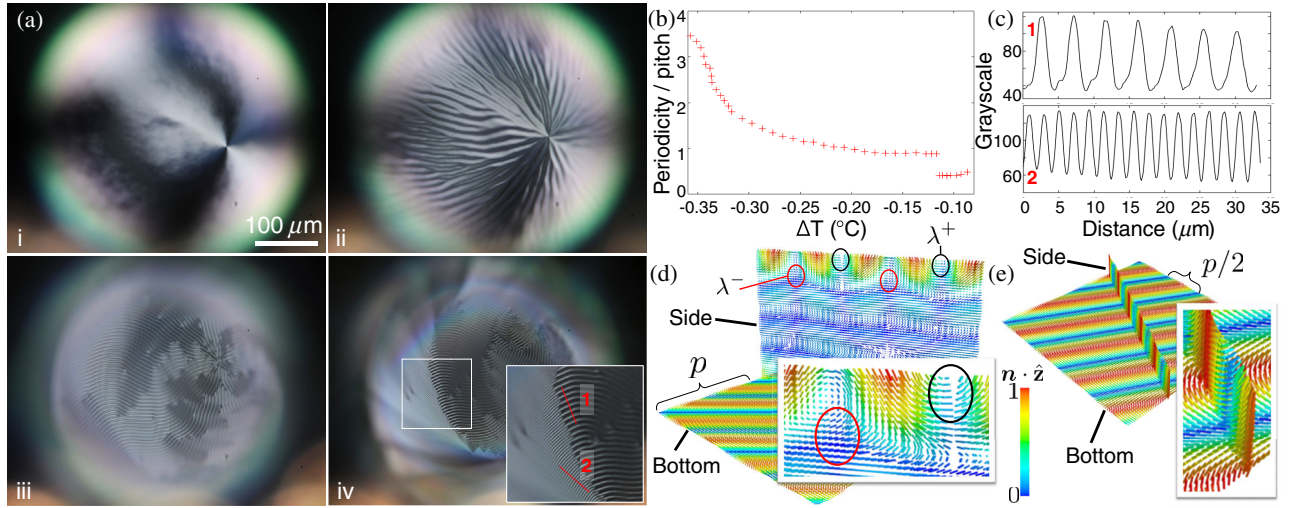 (a)
i
100 μm
ii
iii
iv
1
2
(b)
Periodicity / pitch
4
3
2
1
0
-0.35
-0.30
-0.25
-0.20
-0.15
-0.10
ΔT (°C)
(c)
1
80
40
Grayscale
100
60
2
0
5
10
15
20
25
30
35
Distance (μm)
(d)
λ⁺
λ⁻
Side
p
Bottom
(e)
Side
p/2
n · ẑ
1
0
Bottom